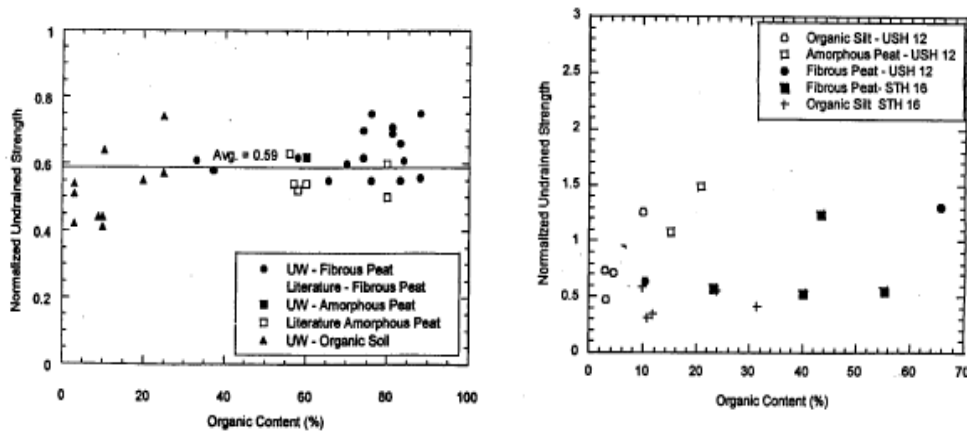 Normalized Undrained Strength
1
0.8
0.6
0.4
0.2
0
Avg. = 0.59
UW - Fibrous Peat
Literature - Fibrous Peat
UW - Amorphous Peat
Literature Amorphous Peat
UW - Organic Soil
0 20 40 60 80 100
Organic Content (%)
Normalized Undrained Strength
3
2.5
2
1.5
1
0.5
0
Organic Silt - USH 12
Amorphous Peat - USH 12
Fibrous Peat - USH 12
Fibrous Peat- STH 16
Organic Silt STH 16
0 10 20 30 40 50 60 70
Organic Content (%)